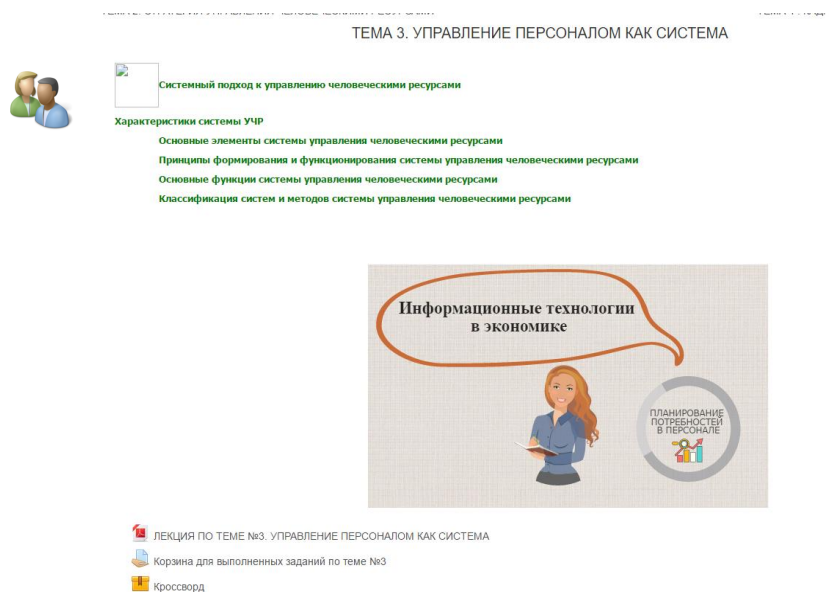 ТЕМА 3. УПРАВЛЕНИЕ ПЕРСОНАЛОМ КАК СИСТЕМА
Системный подход к управлению человеческими ресурсами
Характеристики системы УЧР
Основные элементы системы управления человеческими ресурсами
Принципы формирования и функционирования системы управления человеческими ресурсами
Основные функции системы управления человеческими ресурсами
Классификация систем и методов системы управления человеческими ресурсами
Информационные технологии
в экономике
ПЛАНИРОВАНИЕ
ПОТРЕБНОСТЕЙ
В ПЕРСОНАЛЕ
ЛЕКЦИЯ ПО ТЕМЕ №3. УПРАВЛЕНИЕ ПЕРСОНАЛОМ КАК СИСТЕМА
Корзина для выполненных заданий по теме №3
Кроссворд